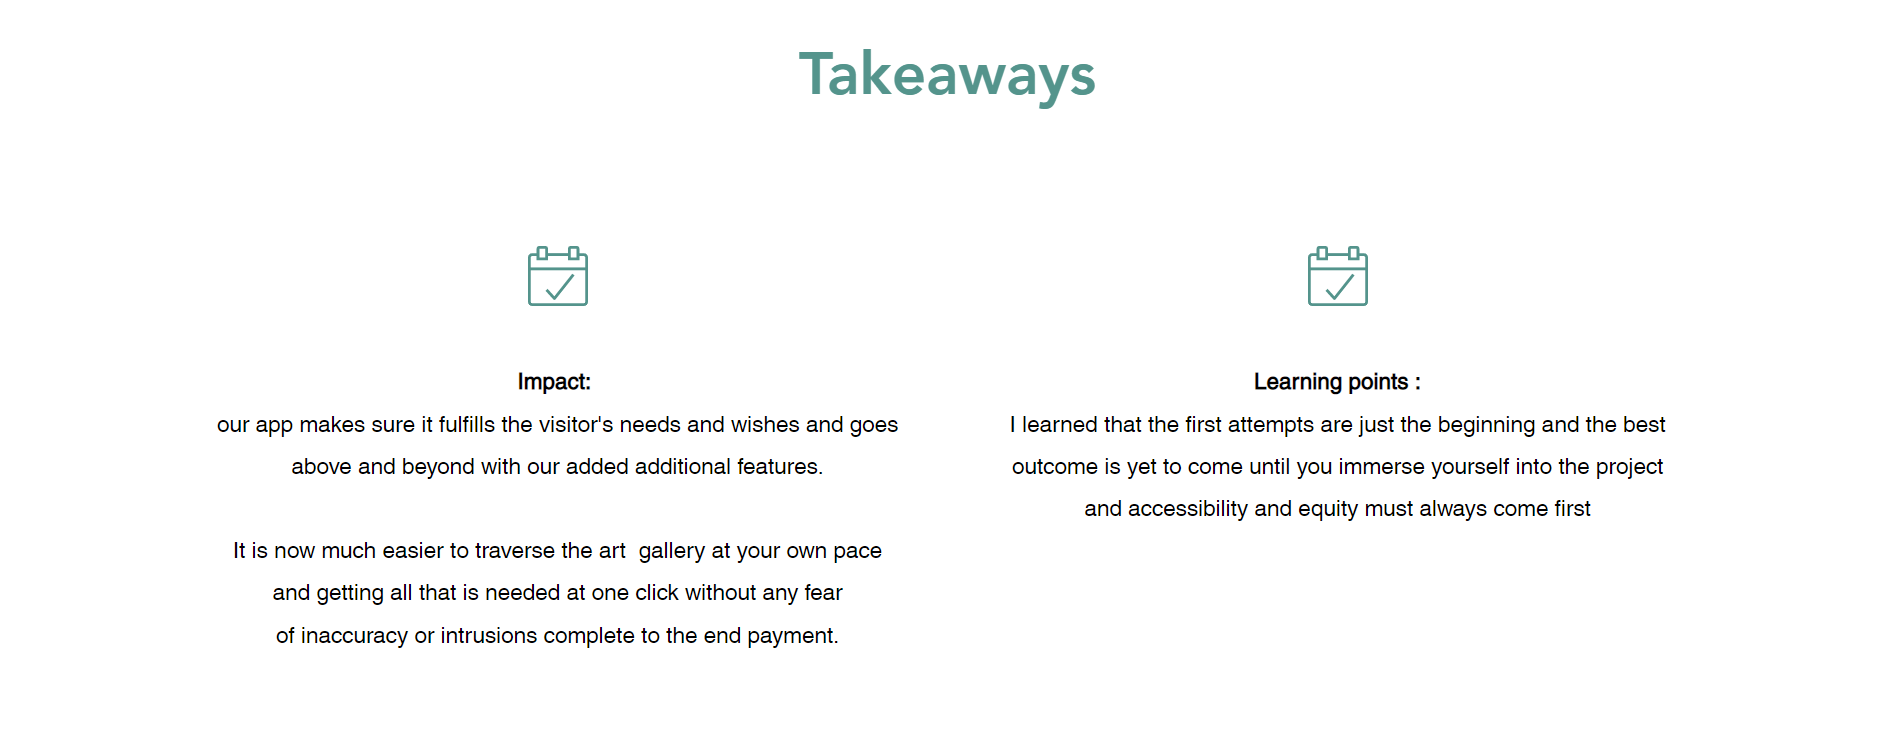 Takeaways
Impact:
our app makes sure it fulfills the visitor's needs and wishes and goes
above and beyond with our added additional features.
It is now much easier to traverse the art  gallery at your own pace
and getting all that is needed at one click without any fear
of inaccuracy or intrusions complete to the end payment.
Learning points :
I learned that the first attempts are just the beginning and the best
outcome is yet to come until you immerse yourself into the project
and accessibility and equity must always come first